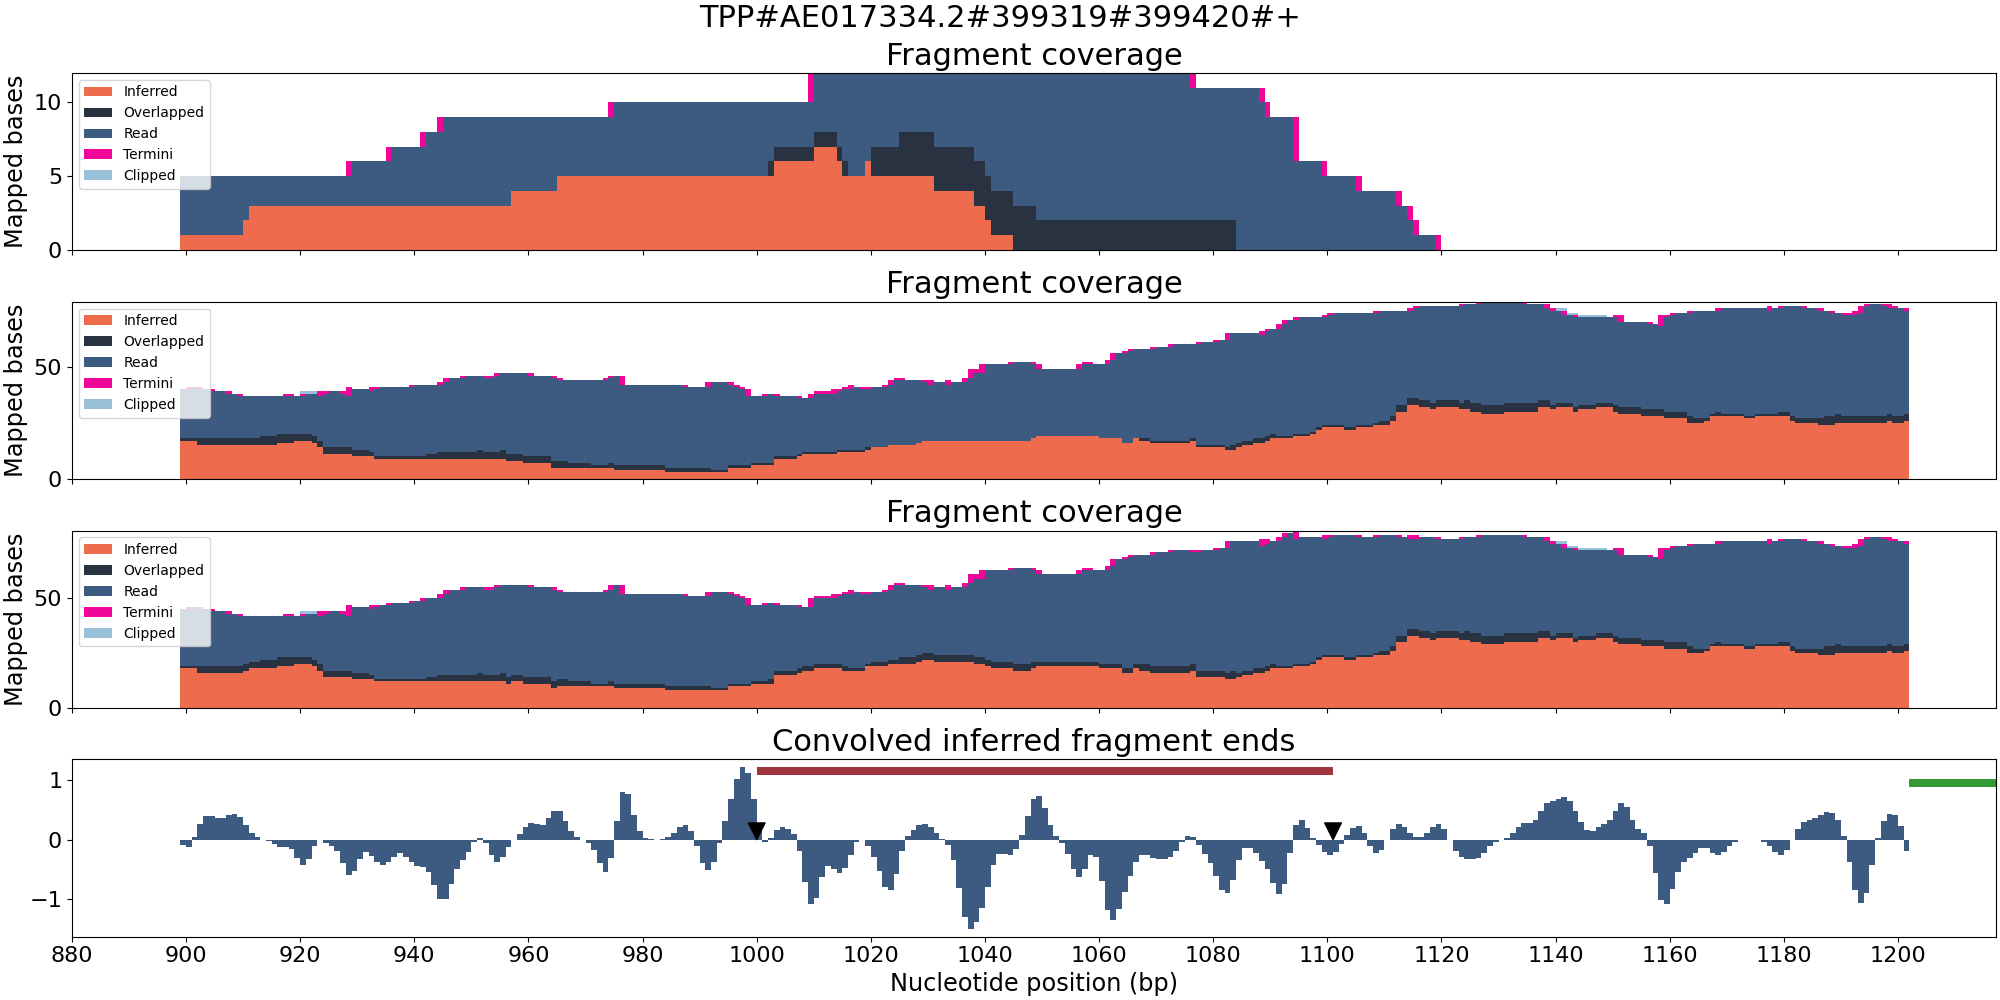 TPP#AE017334.2#399319#399420#+
Fragment coverage
Mapped bases
10
5
0
Inferred
Overlapped
Read
Termini
Clipped
Fragment coverage
Mapped bases
50
0
Inferred
Overlapped
Read
Termini
Clipped
Fragment coverage
Mapped bases
50
0
Inferred
Overlapped
Read
Termini
Clipped
Convolved inferred fragment ends
1
0
−1
880 900 920 940 960 980 1000 1020 1040 1060 1080 1100 1120 1140 1160 1180 1200
Nucleotide position (bp)